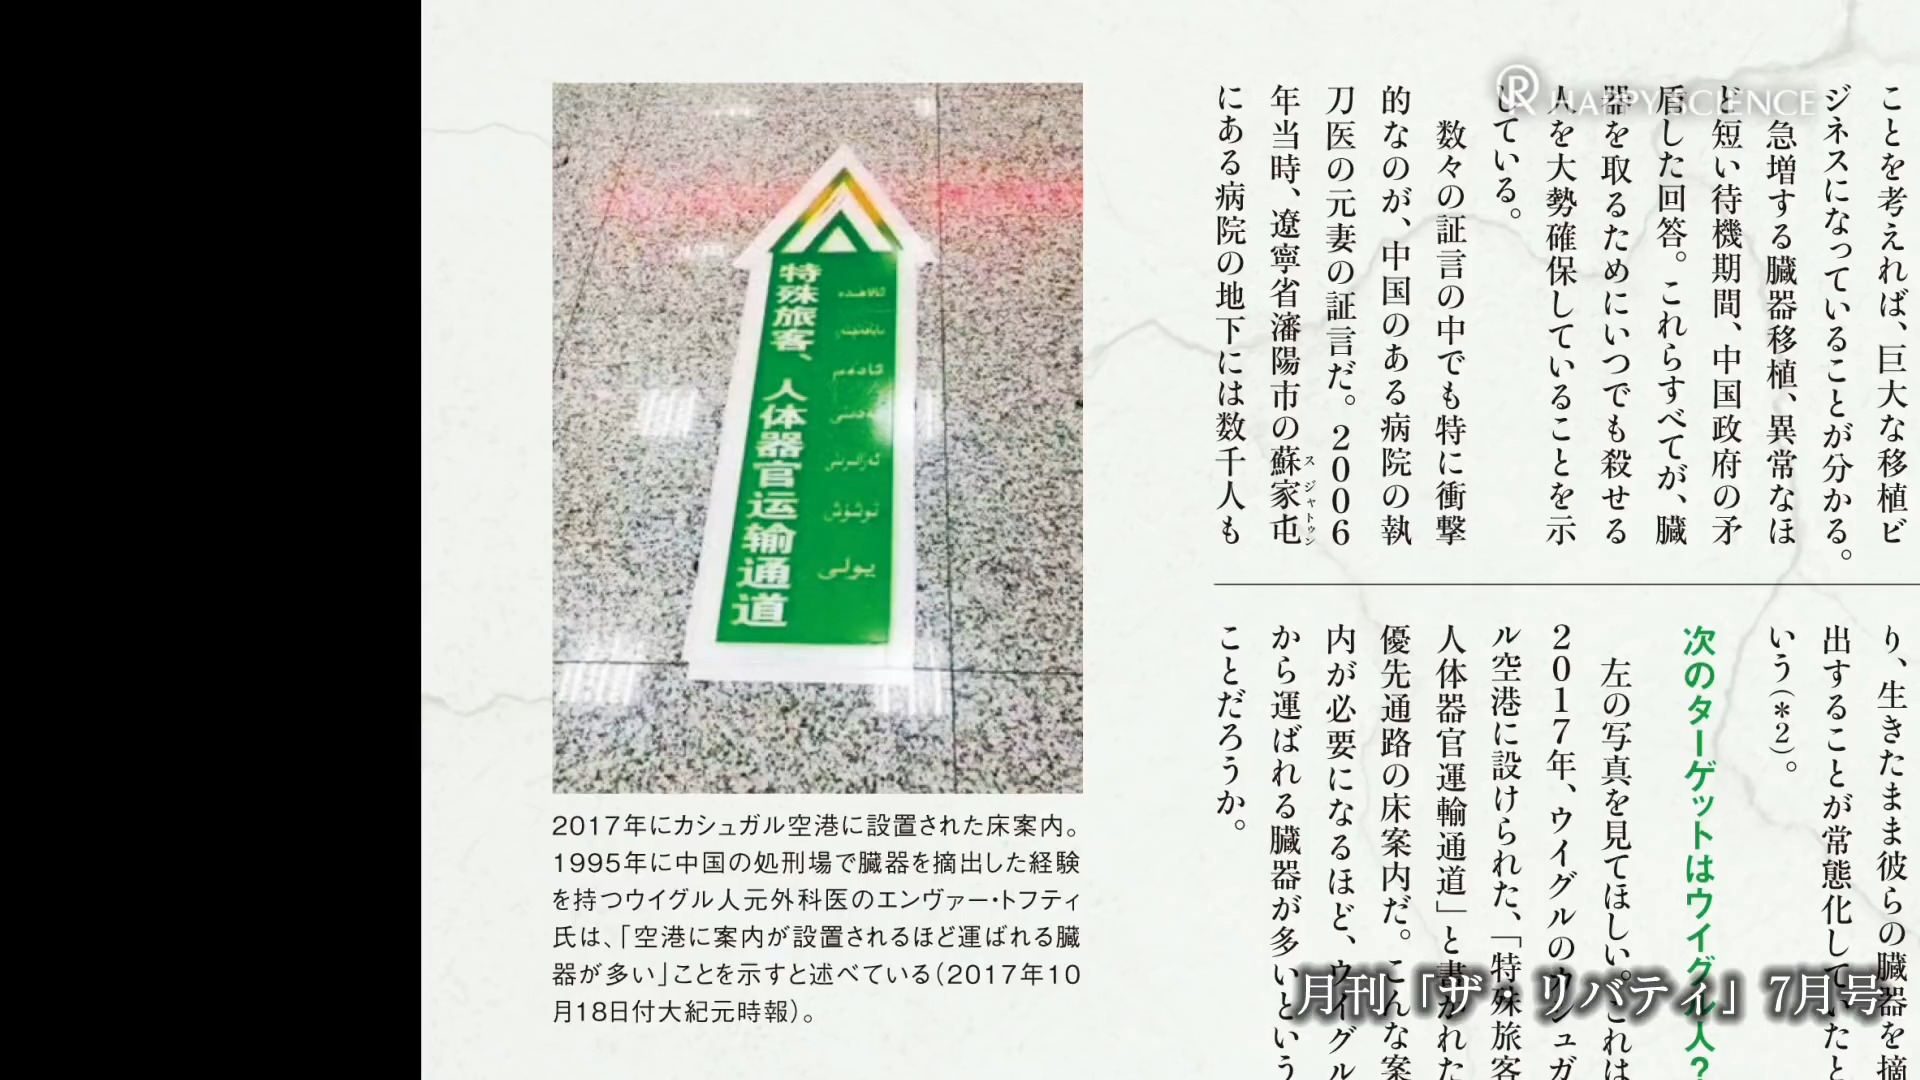 HAPPY SCIENCE
ことを考えれば、巨大な移植ビ
ジネスになっていることが分かる。
急増する臓器移植、異常なほ
ど短い待機期間、中国政府の矛
盾した回答。これらすべてが、臓
器を取るためにいつでも殺せる
人を大勢確保していることを示
している。
数々の証言の中でも特に衝撃
的なのが、中国のある病院の執
刀医の元妻の証言だ。2006
年当時、遼寧省瀋陽市の蘇家屯
スジャトゥン
にある病院の地下には数千人も
り、生きたまま彼らの臓器を摘
出することが常態化していたと
いう(*2)。
次のターゲットはウイグル人?
左の写真を見てほしい。これは
2017年、ウイグルのカシュガ
ル空港に設けられた、「特殊旅客
人体器官運輸通道」と書かれた
優先通路の床案内だ。こんな案
内が必要になるほど、ウイグル
から運ばれる臓器が多いという
ことだろうか。
特殊旅客、人体器官运输通道
توشۇش
يولى
2017年にカシュガル空港に設置された床案内。
1995年に中国の処刑場で臓器を摘出した経験
を持つウイグル人元外科医のエンヴァー・トフティ
氏は、「空港に案内が設置されるほど運ばれる臓
器が多い」ことを示すと述べている(2017年10
月18日付大紀元時報)。
月刊「ザ・リバティ」7月号